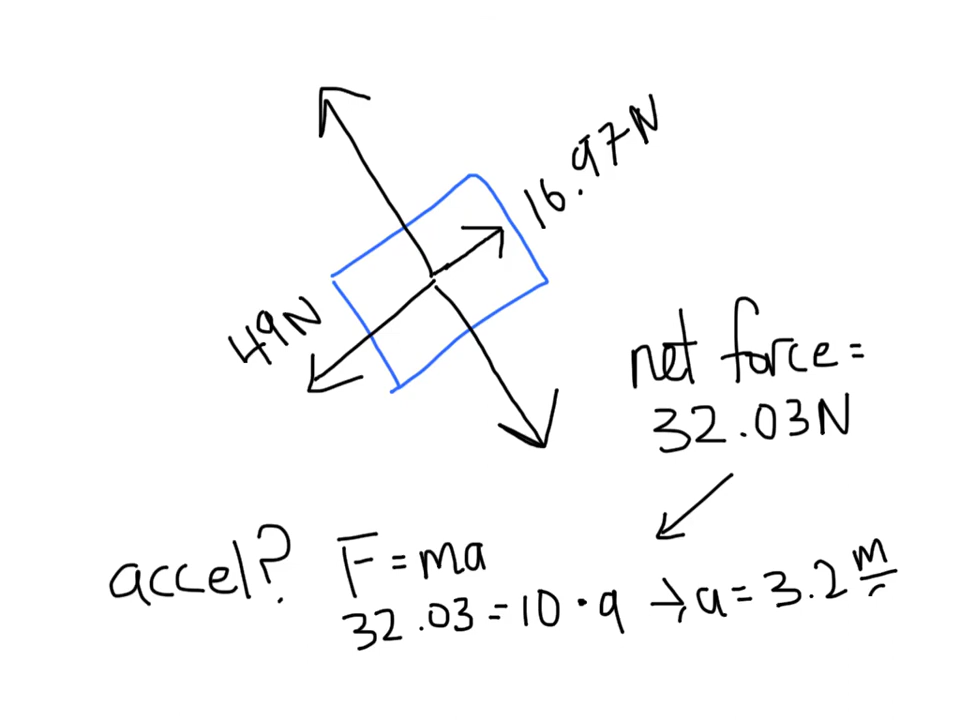 16.97N
49N
net force =
32.03N
accel? F = ma
32.03 = 10 · a → a = 3.2 m